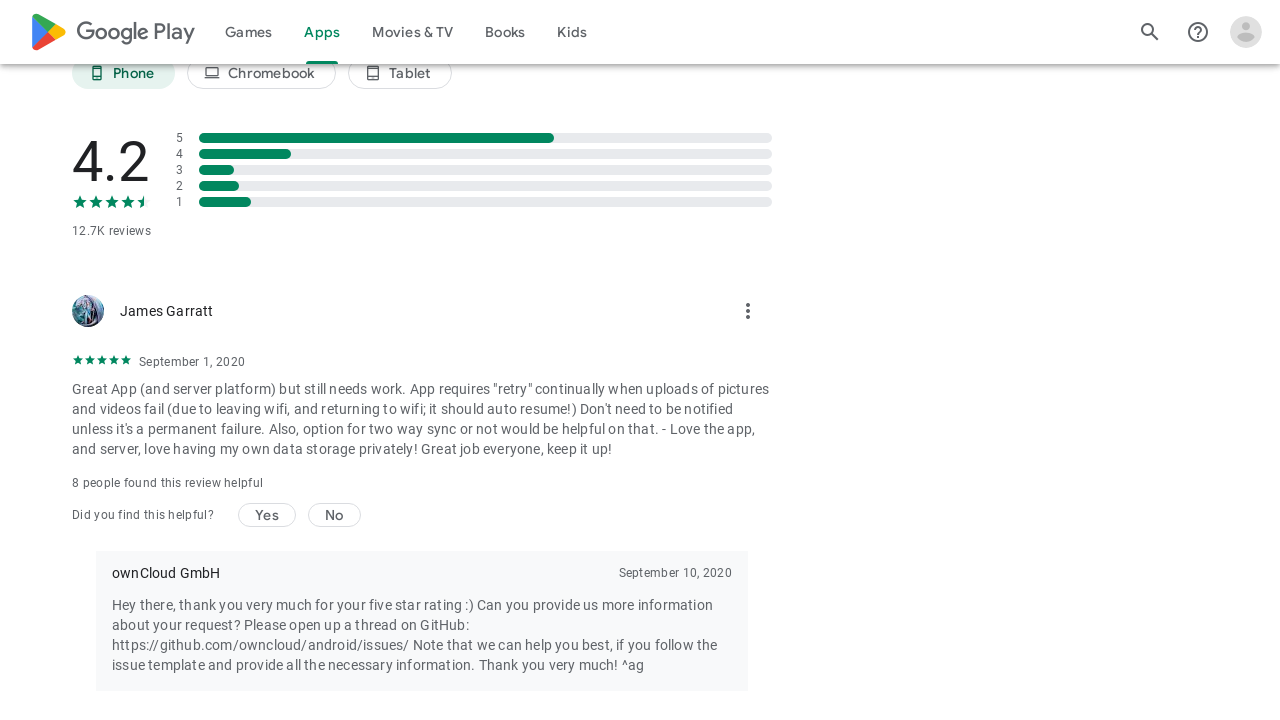 Google Play
Games
Apps
Movies & TV
Books
Kids
Phone
Chromebook
Tablet
4.2
12.7K reviews
5
4
3
2
1
James Garratt
September 1, 2020
Great App (and server platform) but still needs work. App requires "retry" continually when uploads of pictures
and videos fail (due to leaving wifi, and returning to wifi; it should auto resume!) Don't need to be notified
unless it's a permanent failure. Also, option for two way sync or not would be helpful on that. - Love the app,
and server, love having my own data storage privately! Great job everyone, keep it up!
8 people found this review helpful
Did you find this helpful?
Yes
No
ownCloud GmbH
September 10, 2020
Hey there, thank you very much for your five star rating :) Can you provide us more information
about your request? Please open up a thread on GitHub:
https://github.com/owncloud/android/issues/ Note that we can help you best, if you follow the
issue template and provide all the necessary information. Thank you very much! ^ag